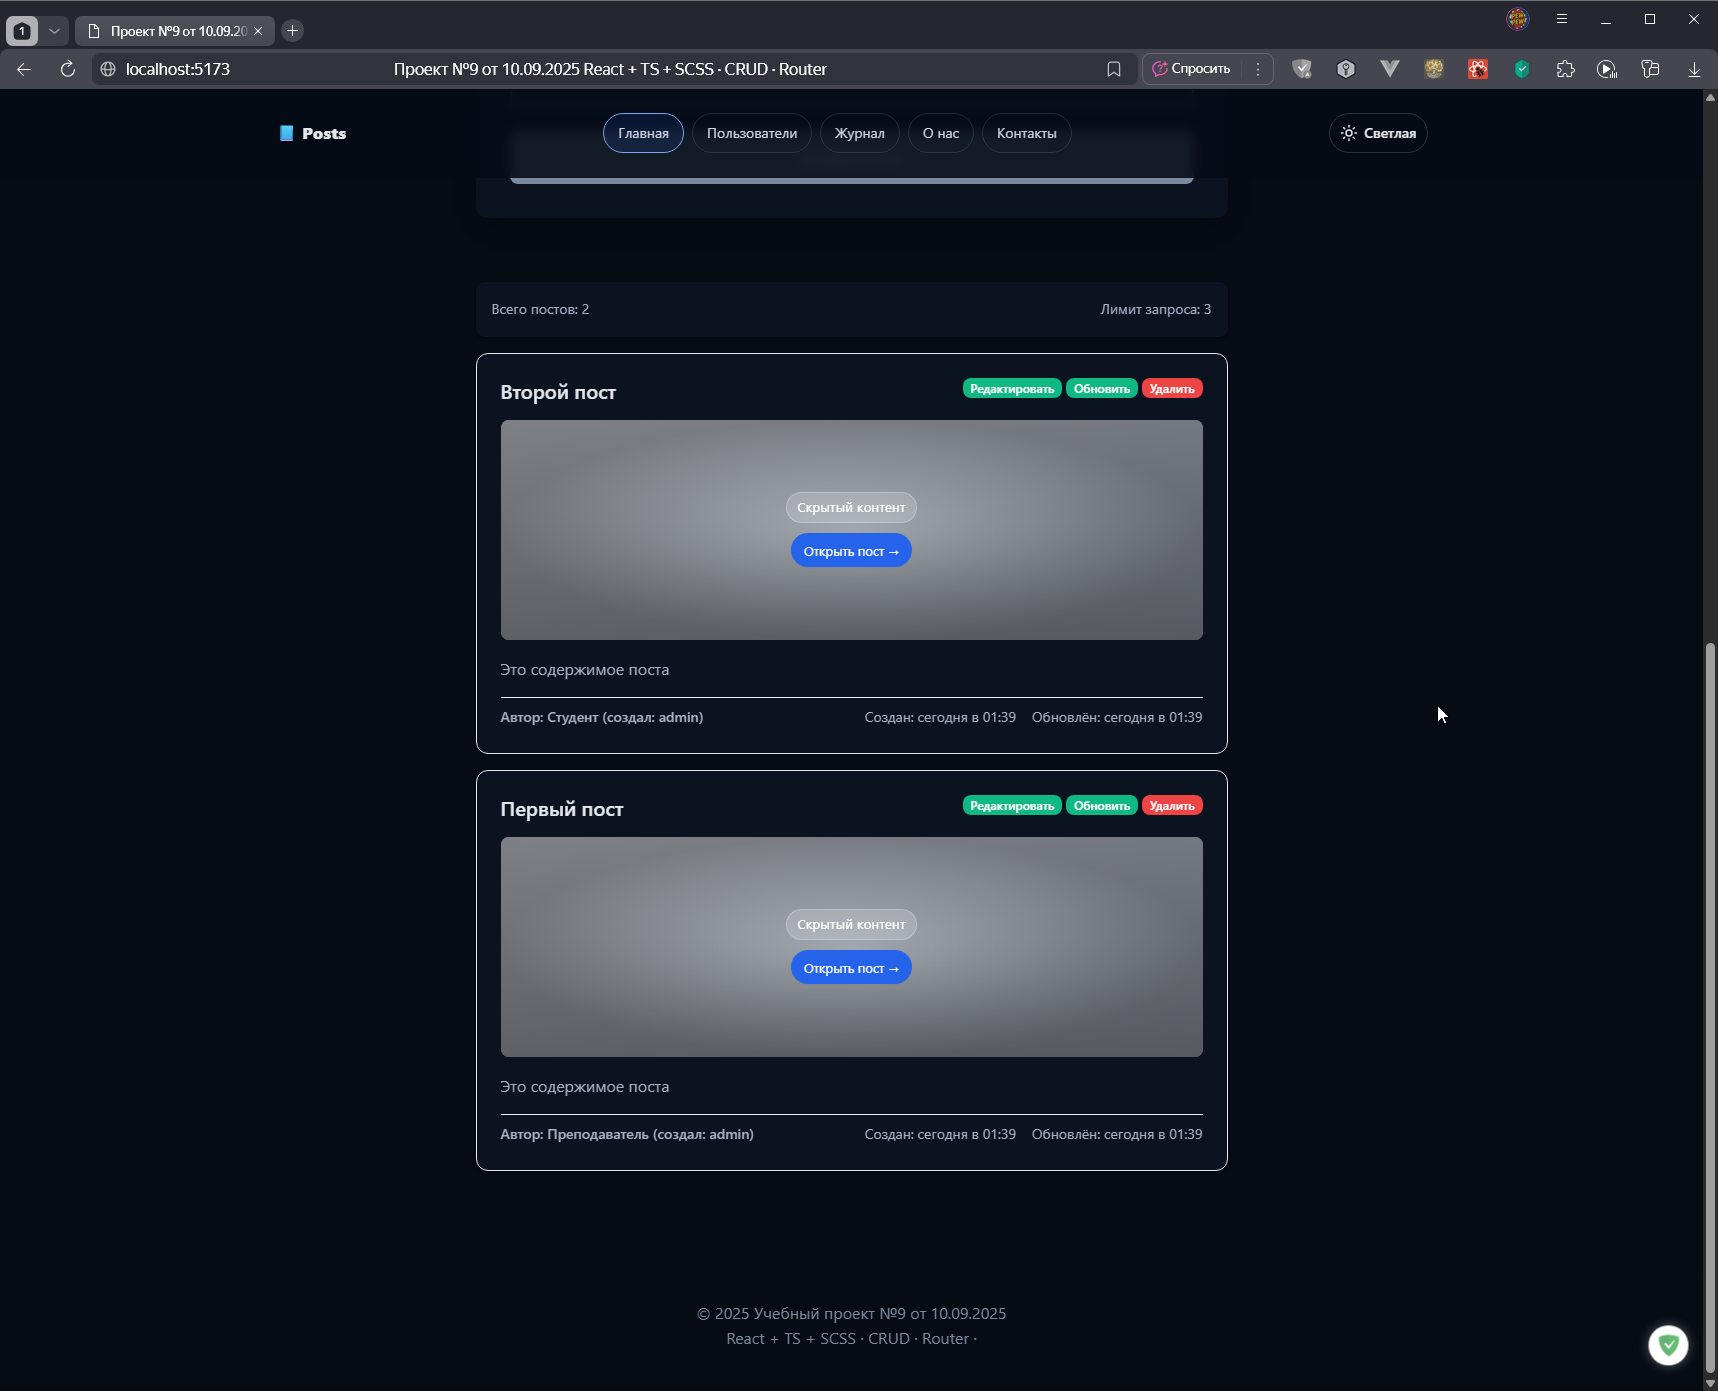 1
Проект №9 от 10.09.20
localhost:5173
Проект №9 от 10.09.2025 React + TS + SCSS · CRUD · Router
Спросить
Posts
Главная
Пользователи
Журнал
О нас
Контакты
Светлая
Всего постов: 2
Лимит запроса: 3
Второй пост
Редактировать
Обновить
Удалить
Скрытый контент
Открыть пост →
Это содержимое поста
Автор: Студент (создал: admin)
Создан: сегодня в 01:39
Обновлён: сегодня в 01:39
Первый пост
Редактировать
Обновить
Удалить
Скрытый контент
Открыть пост →
Это содержимое поста
Автор: Преподаватель (создал: admin)
Создан: сегодня в 01:39
Обновлён: сегодня в 01:39
© 2025 Учебный проект №9 от 10.09.2025
React + TS + SCSS · CRUD · Router ·